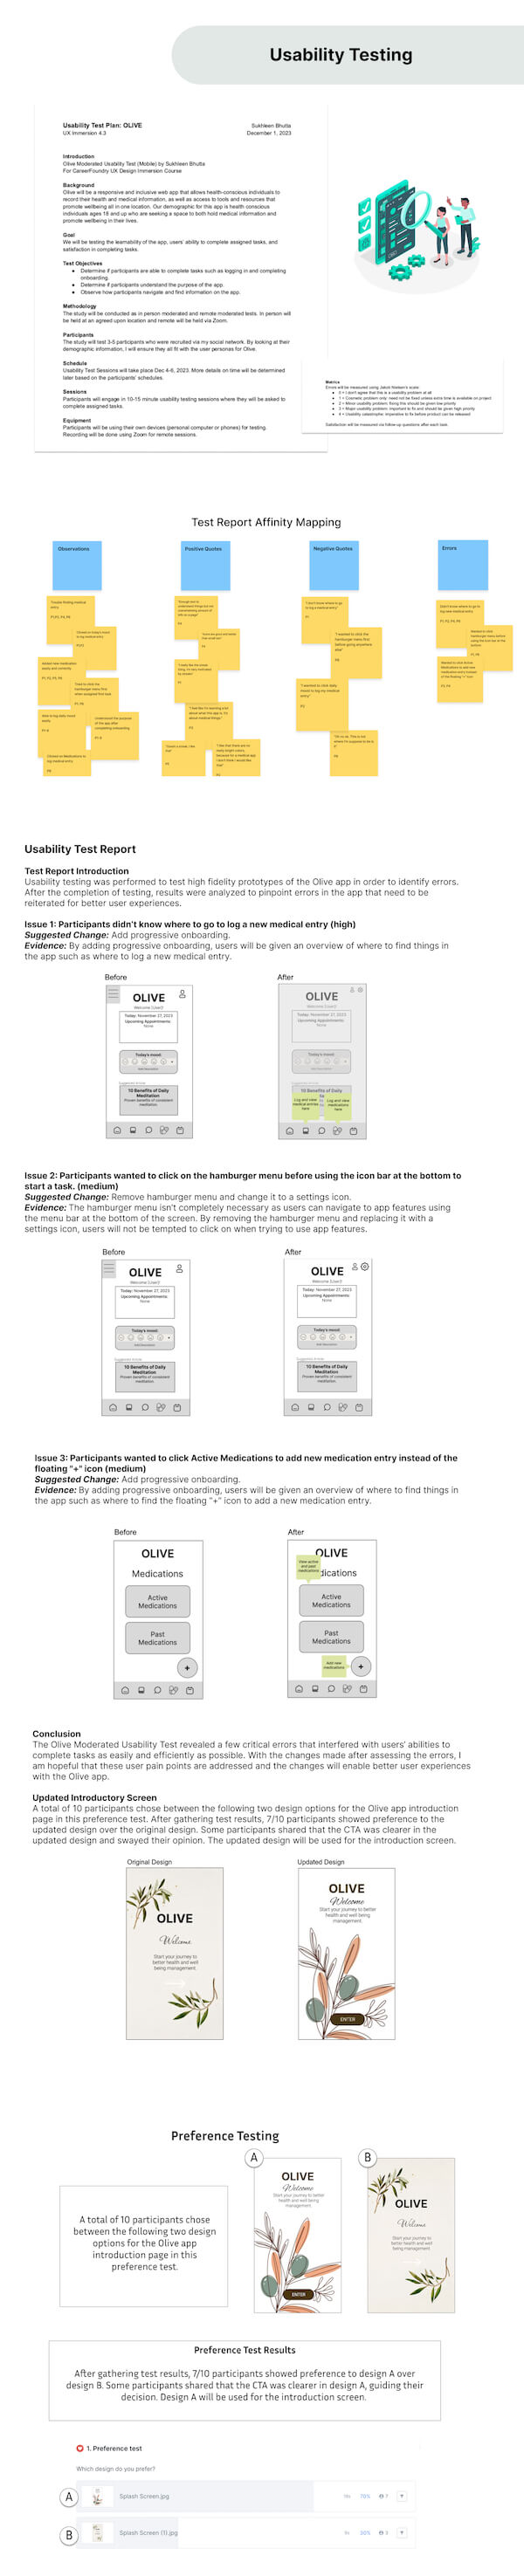 Usability Testing
Usability Test Plan: OLIVE
Sukhleen Bhutta
UX Immersion 4.3
December 1, 2023
Introduction
Olive Moderated Usability Test (Mobile) by Sukhleen Bhutta
For CareerFoundry UX Design Immersion Course
Background
Olive will be a responsive and inclusive web app that allows health-conscious individuals to
record their health and medical information, as well as access to tools and resources that
promote wellbeing all in one place. Our demographic for this app is health conscious
individuals ages 18 and up who are seeking a space to both hold medical information and
promote wellbeing in their lives.
Goal
We will be testing the learnability of the app, users' ability to complete assigned tasks, and
satisfaction in completing tasks.
Test Objectives
Determine if participants are able to complete tasks such as logging in and completing
onboarding.
Determine if participants understand the purpose of the app.
Observe how participants navigate and find information on the app.
Methodology
The study will be conducted as in person moderated and remote moderated tests. In person will
be held at an agreed upon location and remote will be held via Zoom.
Participants
The study will test 3-5 participants who were recruited via my social network. By looking at their
demographic information, I will ensure they all fit with the user personas for Olive.
Schedule
Usability Test Sessions will take place Dec 4-6, 2023. More details on time will be determined
later based on the participants' schedules.
Sessions
Participants will engage in 10-15 minute usability testing sessions where they will be asked to
complete assigned tasks.
Equipment
Participants will be using their own devices (personal computer or phones) for testing.
Recording will be done using Zoom for remote sessions.
Metrics
Errors will be measured using Jakob Nielsen's scale:
0 = I don't agree that this is a usability problem at all
1 = Cosmetic problem only: need not be fixed unless extra time is available on project
2 = Minor usability problem: fixing this should be given low priority
3 = Major usability problem: important to fix and should be given high priority
4 = Usability catastrophe: imperative to fix before product can be released
Satisfaction will be measured via follow-up questions after each task.
Test Report Affinity Mapping
Observations
Positive Quotes
Negative Quotes
Errors
Usability Test Report
Test Report Introduction
Usability testing was performed to test high fidelity prototypes of the Olive app in order to identify errors.
After the completion of testing, results were analyzed to pinpoint errors in the app that need to be
reiterated for better user experiences.
Issue 1: Participants didn't know where to go to log a new medical entry (high)
Suggested Change: Add progressive onboarding.
Evidence: By adding progressive onboarding, users will be given an overview of where to find things in
the app such as where to log a new medical entry.
Before
After
OLIVE
Welcome [User]!
Today: November 27, 2023
Upcoming Appointments:
None
Today's mood:
10 Benefits of Daily
Meditation
Proven benefits of consistent
meditation.
OLIVE
Welcome [User]!
Today: November 27, 2023
Upcoming Appointments:
None
Today's mood:
10 Benefits of Daily
Log and view
medical entries
here
Log and view
medications
here
Issue 2: Participants wanted to click on the hamburger menu before using the icon bar at the bottom to
start a task. (medium)
Suggested Change: Remove hamburger menu and change it to a settings icon.
Evidence: The hamburger menu isn't completely necessary as users can navigate to app features using
the menu bar at the bottom of the screen. By removing the hamburger menu and replacing it with a
settings icon, users will not be tempted to click on when trying to use app features.
Before
After
OLIVE
Welcome [User]!
Today: November 27, 2023
Upcoming Appointments:
None
Today's mood:
10 Benefits of Daily
Meditation
Proven benefits of consistent
meditation.
OLIVE
Welcome [User]!
Today: November 27, 2023
Upcoming Appointments:
None
Today's mood:
10 Benefits of Daily
Meditation
Proven benefits of consistent
meditation.
Issue 3: Participants wanted to click Active Medications to add new medication entry instead of the
floating "+" icon (medium)
Suggested Change: Add progressive onboarding.
Evidence: By adding progressive onboarding, users will be given an overview of where to find things in
the app such as where to find the floating "+" icon to add a new medication entry.
Before
After
OLIVE
Medications
Active
Medications
Past
Medications
+
OLIVE
View active
and past
medications
dications
Active
Medications
Past
Medications
Add new
medications
+
Conclusion
The Olive Moderated Usability Test revealed a few critical errors that interfered with users' abilities to
complete tasks as easily and efficiently as possible. With the changes made after assessing the errors, I
am hopeful that these user pain points are addressed and the changes will enable better user experiences
with the Olive app.
Updated Introductory Screen
A total of 10 participants chose between the following two design options for the Olive app introduction
page in this preference test. After gathering test results, 7/10 participants showed preference to the
updated design over the original design. Some participants shared that the CTA was clearer in the
updated design and swayed their opinion. The updated design will be used for the introduction screen.
Original Design
Updated Design
OLIVE
Welcome
Start your journey to
better health and well
being management.
OLIVE
Welcome
Start your journey to better
health and well being
management.
ENTER
Preference Testing
A
B
A total of 10 participants chose
between the following two design
options for the Olive app
introduction page in this
preference test.
OLIVE
Welcome
Start your journey to better
health and well being
management.
ENTER
OLIVE
Welcome
Start your journey to
better health and well
being management.
Preference Test Results
After gathering test results, 7/10 participants showed preference to design A over
design B. Some participants shared that the CTA was clearer in design A, guiding their
decision. Design A will be used for the introduction screen.
1. Preference test
Which design do you prefer?
A
Splash Screen.jpg
70%
7
B
Splash Screen (1).jpg
30%
3